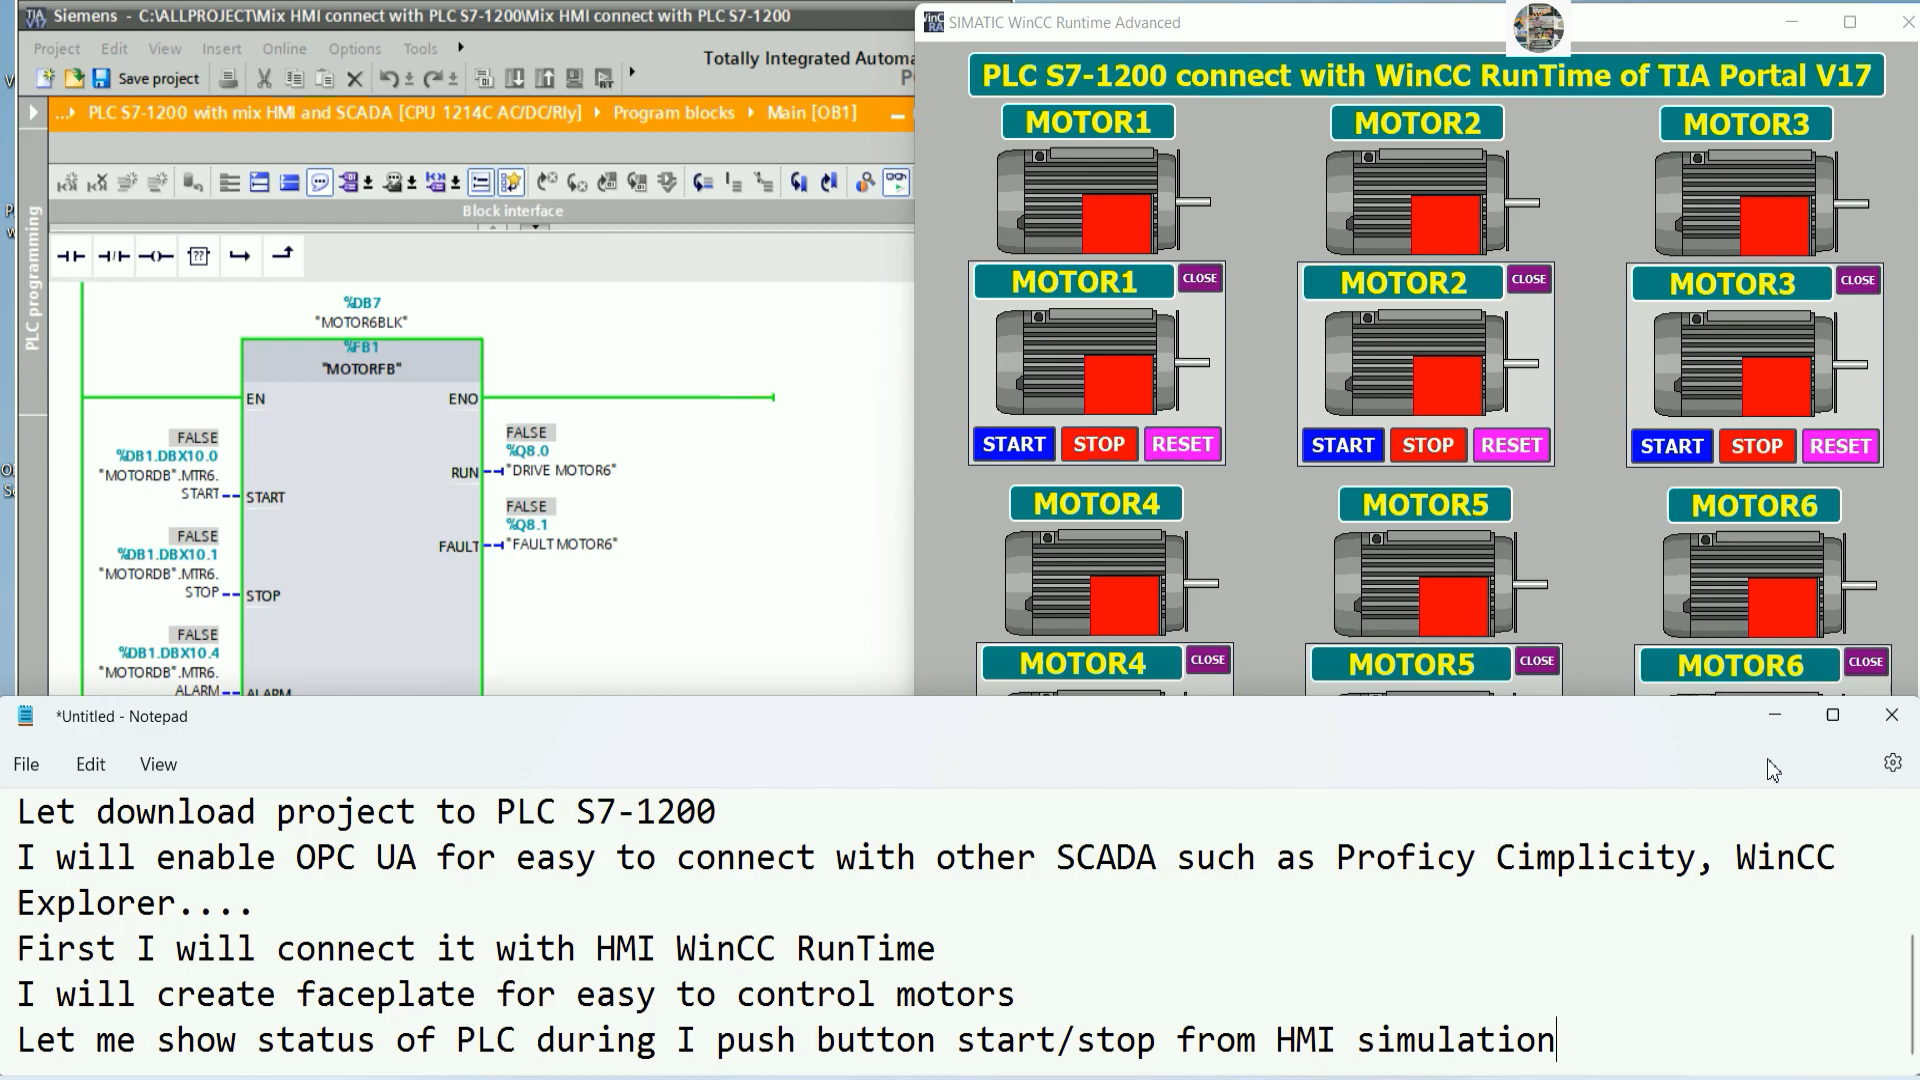 Siemens - C:\ALLPROJECT\Mix HMI connect with PLC S7-1200\Mix HMI connect with PLC S7-1200
Project Edit View Insert Online Options Tools
Save project
Totally Integrated Automa
... PLC S7-1200 with mix HMI and SCADA [CPU 1214C AC/DC/Rly] Program blocks Main [OB1]
Block interface
PLC programming
%DB7
"MOTOR6BLK"
%FB1
"MOTORFB"
EN ENO
FALSE
%DB1.DBX10.0
"MOTORDB".MTR6.
START START
FALSE
%DB1.DBX10.1
"MOTORDB".MTR6.
STOP STOP
FALSE
%DB1.DBX10.4
"MOTORDB".MTR6.
ALARM ALARM
FALSE
%Q8.0
RUN "DRIVE MOTOR6"
FALSE
%Q8.1
FAULT "FAULT MOTOR6"
SIMATIC WinCC Runtime Advanced
PLC S7-1200 connect with WinCC RunTime of TIA Portal V17
MOTOR1 MOTOR2 MOTOR3
MOTOR1 CLOSE MOTOR2 CLOSE MOTOR3 CLOSE
START STOP RESET START STOP RESET START STOP RESET
MOTOR4 MOTOR5 MOTOR6
MOTOR4 CLOSE MOTOR5 CLOSE MOTOR6 CLOSE
*Untitled - Notepad
File Edit View
Let download project to PLC S7-1200
I will enable OPC UA for easy to connect with other SCADA such as Proficy Cimplicity, WinCC
Explorer....
First I will connect it with HMI WinCC RunTime
I will create faceplate for easy to control motors
Let me show status of PLC during I push button start/stop from HMI simulation